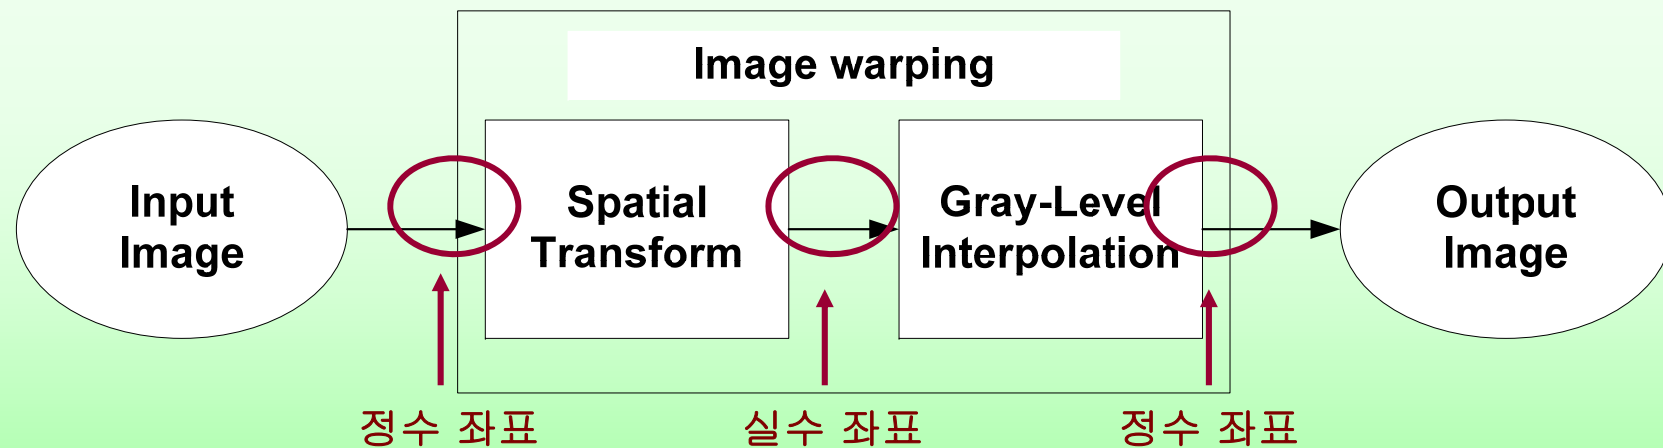 Image warping
Input
Image
Spatial
Transform
Gray-Level
Interpolation
Output
Image
정수 좌표
실수 좌표
정수 좌표